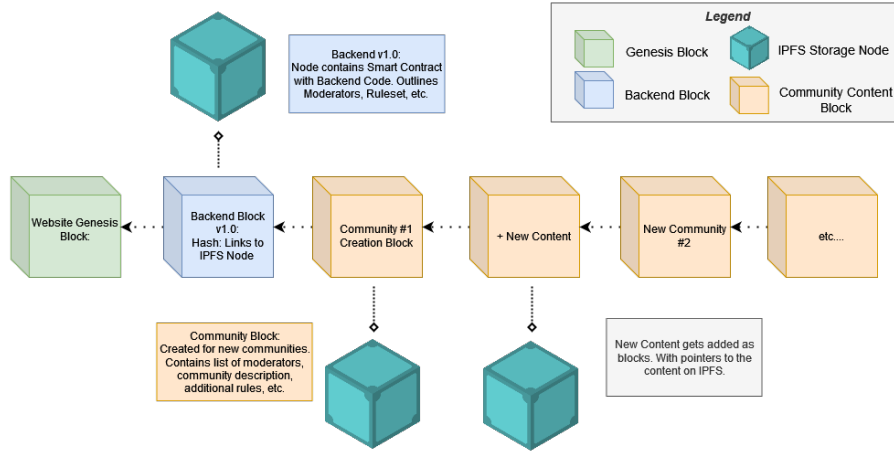 Legend
Genesis Block
IPFS Storage Node
Backend Block
Community Content
Block
Backend v1.0:
Node contains Smart Contract
with Backend Code. Outlines
Moderators, Ruleset, etc.
Website Genesis
Block:
Backend Block
v1.0:
Hash: Links to
IPFS Node
Community #1
Creation Block
+ New Content
New Community
#2
etc....
Community Block:
Created for new communities.
Contains list of moderators,
community description,
additional rules, etc.
New Content gets added as
blocks. With pointers to the
content on IPFS.